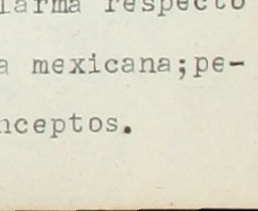 larma respecto
a mexicana;pe-
nceptos.